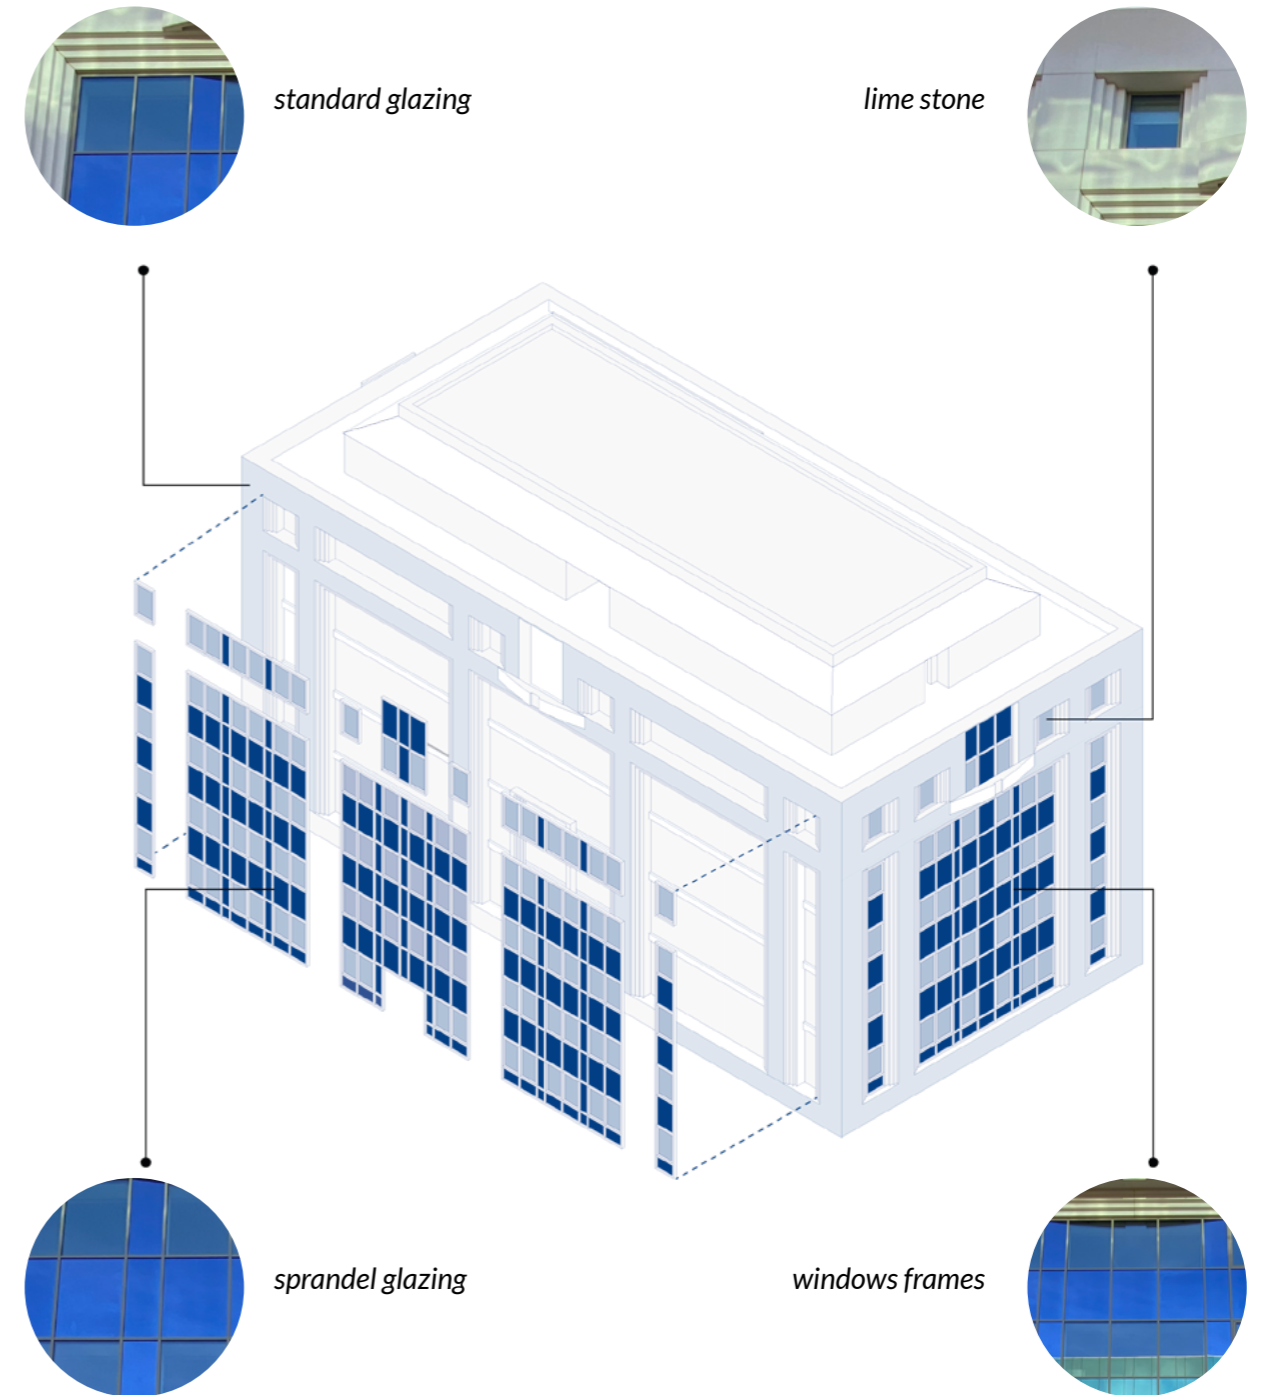 standard glazing
lime stone
sprandel glazing
windows frames